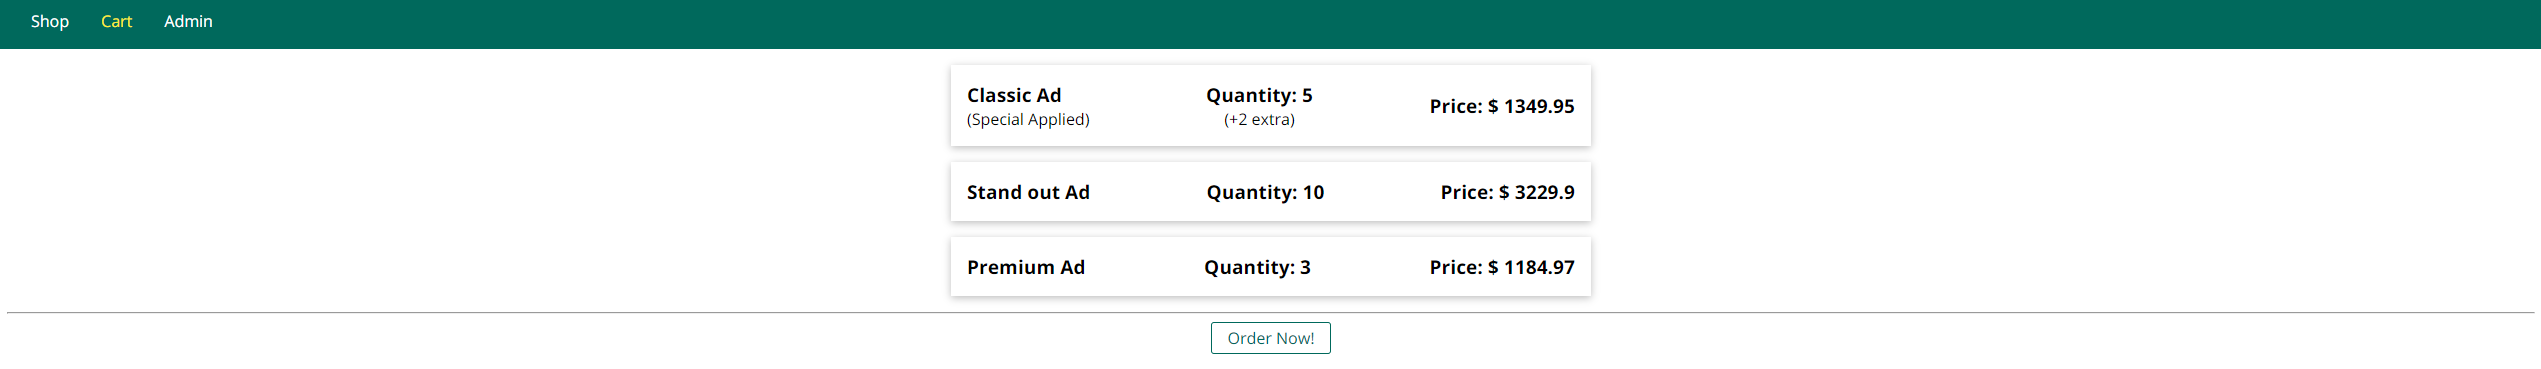 Shop Cart Admin
Classic Ad Quantity: 5 Price: $ 1349.95
(Special Applied) (+2 extra)
Stand out Ad Quantity: 10 Price: $ 3229.9
Premium Ad Quantity: 3 Price: $ 1184.97
Order Now!